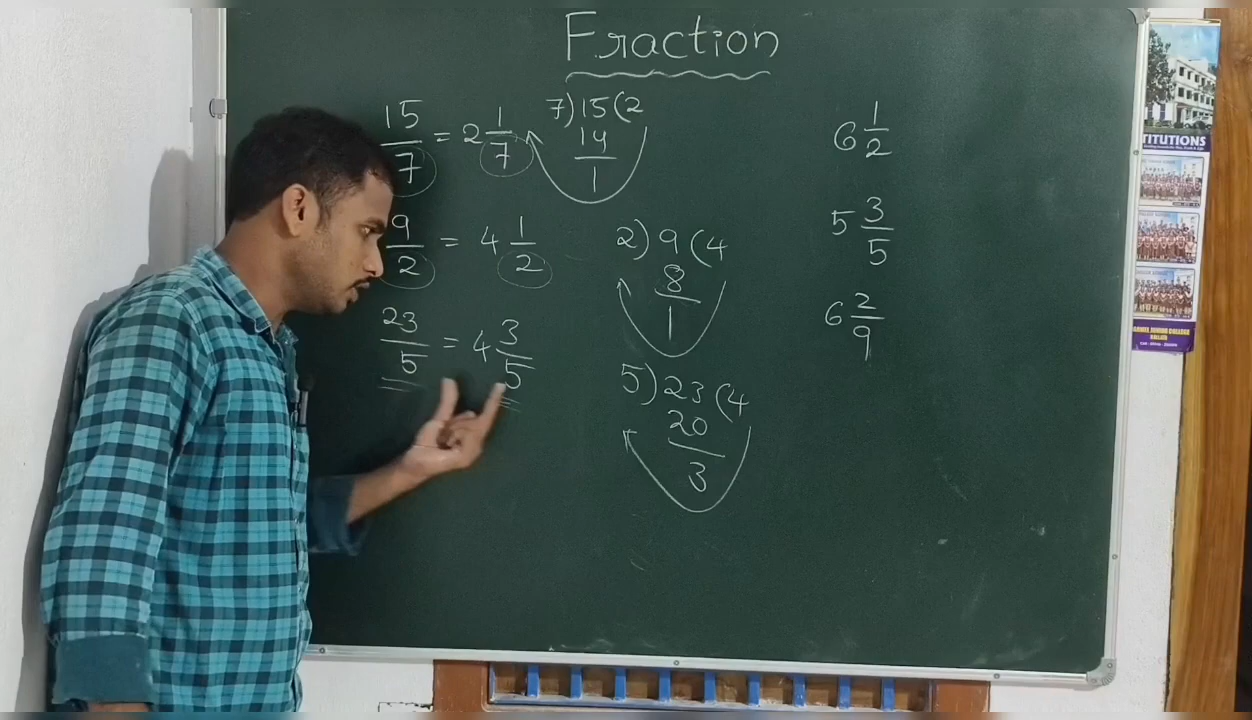 Fraction
15/7 = 2 1/7
7)15(2
14
1
9/2 = 4 1/2
2)9(4
8
1
23/5 = 4 3/5
5)23(4
20
3
6 1/2
5 3/5
6 2/9
TITUTIONS